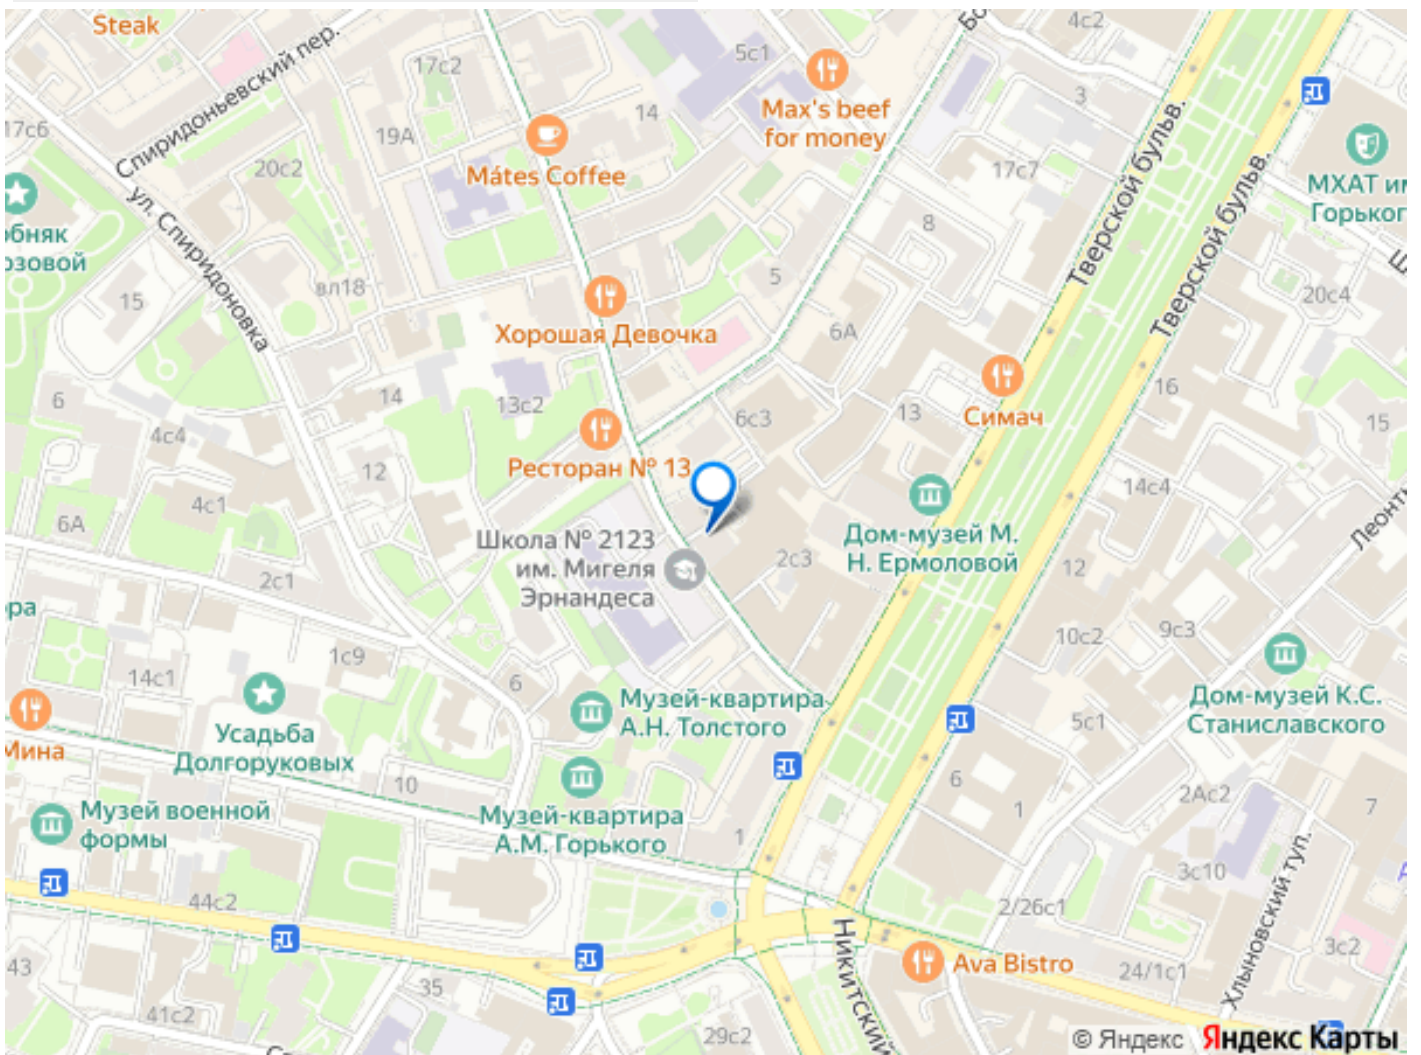 Steak
Спиридоньевский пер.
17с2
5с1
4с2
Бо
Max's beef
for money
3
14
17с6
19А
20с2
Mátes Coffee
17с7
Тверской бульв.
Тверской бульв.
МХАТ им
Горьког
обняк
розовой
ул. Спиридоновка
8
15
вл18
5
20с4
Ш
Хорошая Девочка
6А
6
14
13с2
6с3
13
Симач
16
15
4с4
12
Ресторан № 13
4с1
6А
Дом-музей М.
Н. Ермоловой
14с4
Леонть
Школа № 2123
им. Мигеля
Эрнандеса
2с3
2с1
12
ора
10с2
9с3
1с9
14с1
6
Музей-квартира
А.Н. Толстого
Дом-музей К.С.
Станиславского
Усадьба
Долгоруковых
5с1
Мина
10
6
1
2Ас2
7
Музей военной
формы
Музей-квартира
А.М. Горького
1
3с10
44с2
2/26с1
Хлыновский туп.
Никитский
3с2
43
Ava Bistro
24/1с1
35
41с2
29с2
© Яндекс Яндекс Карты